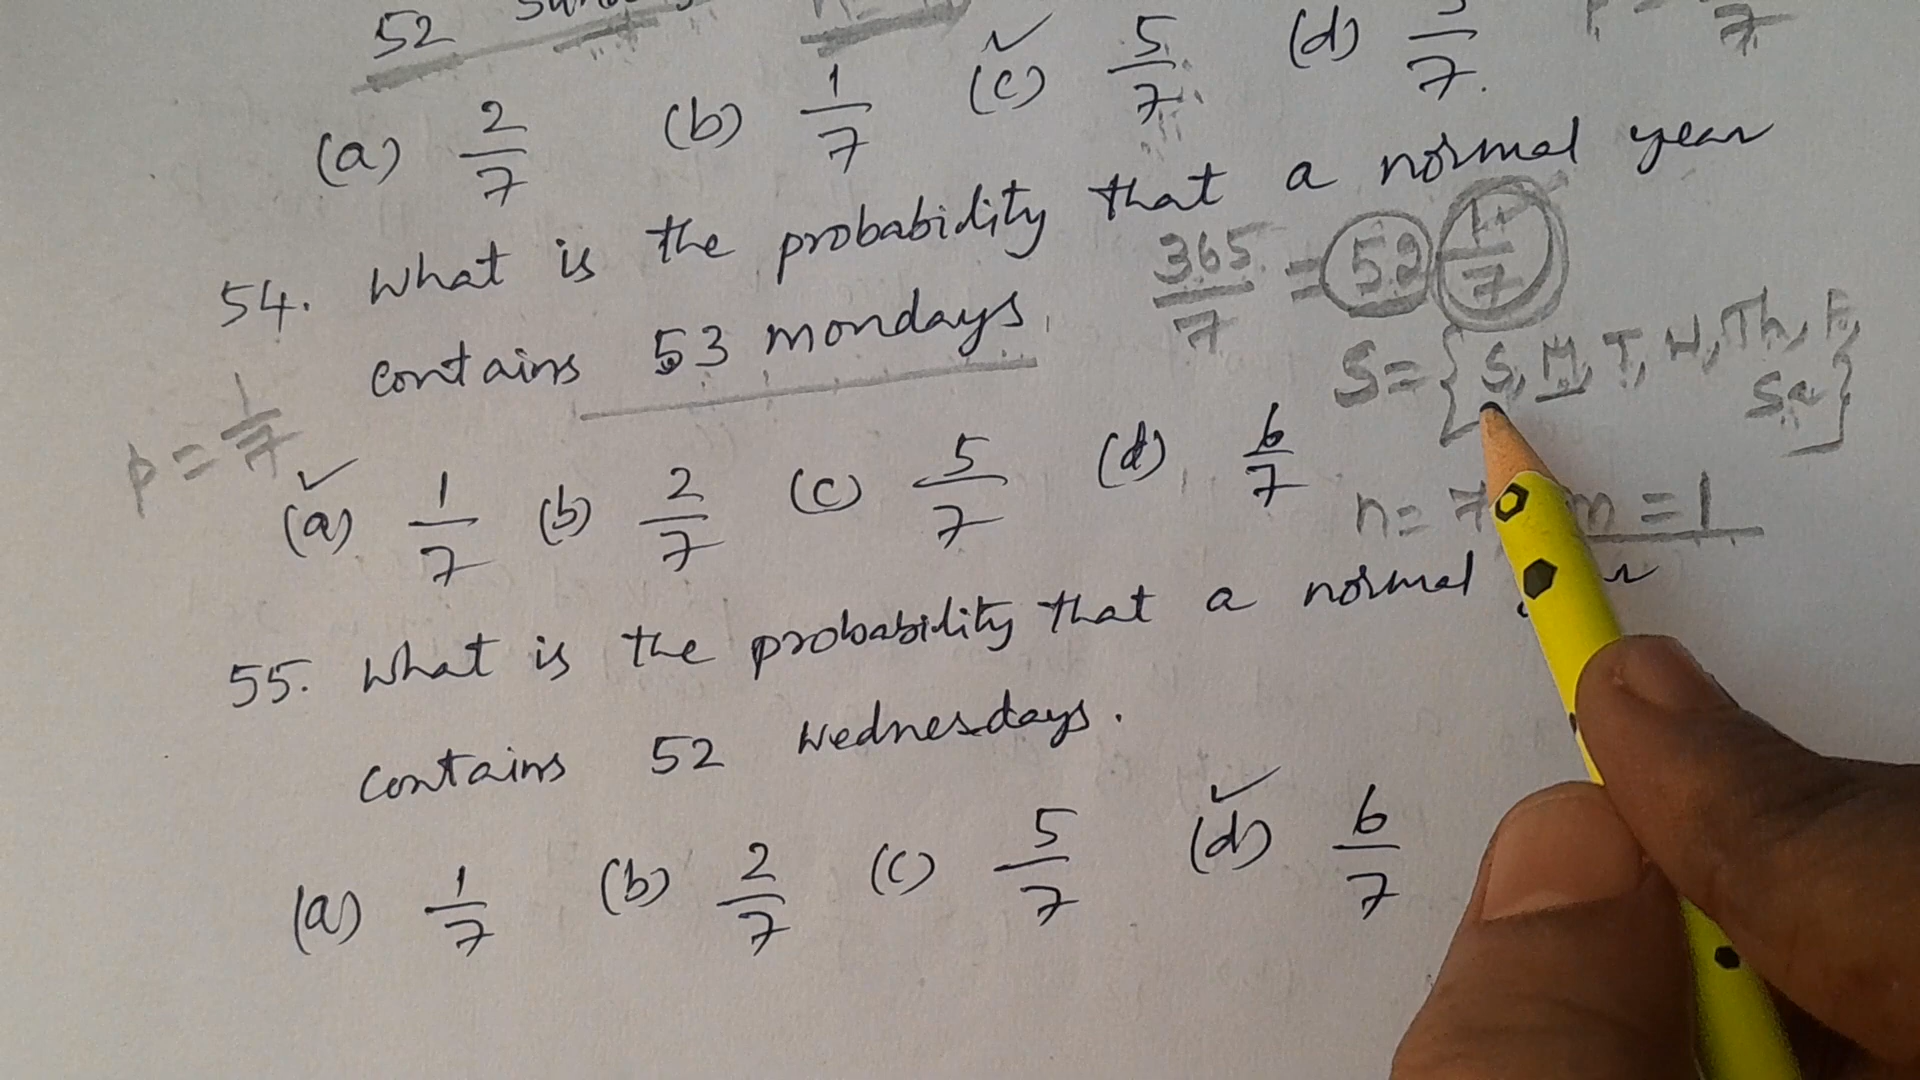 52
(a) 2/7 (b) 1/7 (c) 5/7 (d) /7
54. What is the probability that a normal year
contains 53 mondays.
365/7 = 52 1/7
S = {S, M, T, W, Th, F,
Sa}
p = 1/7
n = 7 m = 1
(a) 1/7 (b) 2/7 (c) 5/7 (d) 6/7
55. What is the probability that a normal
contains 52 Wednesdays.
(a) 1/7 (b) 2/7 (c) 5/7 (d) 6/7